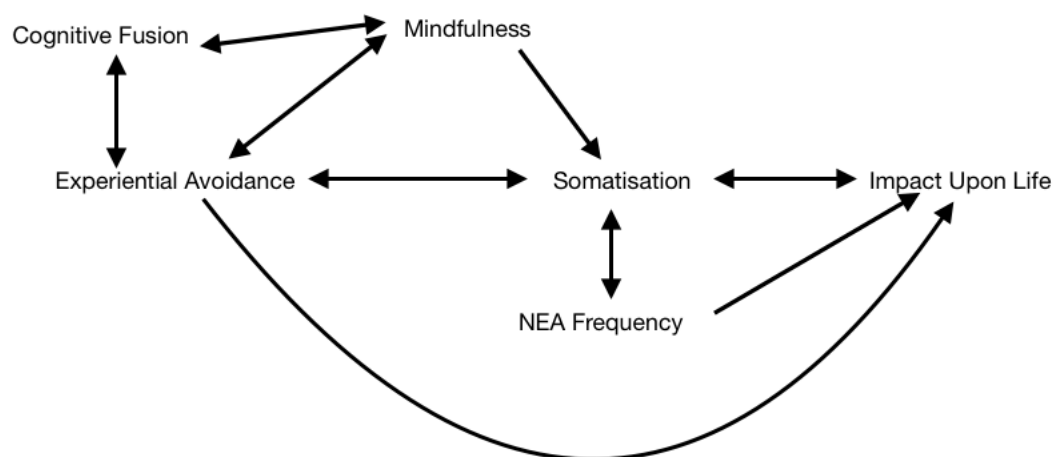 Cognitive Fusion
Mindfulness
Experiential Avoidance
Somatisation
Impact Upon Life
NEA Frequency